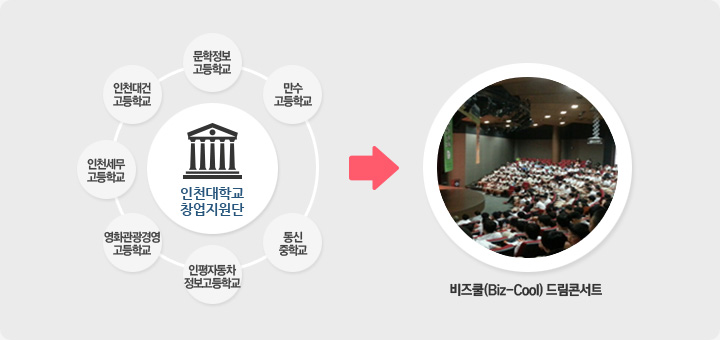 문학정보
고등학교
만수
고등학교
인천대건
고등학교
인천세무
고등학교
인천대학교
창업지원단
영화관광경영
고등학교
동신
중학교
인평자동차
정보고등학교
비즈쿨(Biz-Cool) 드림콘서트